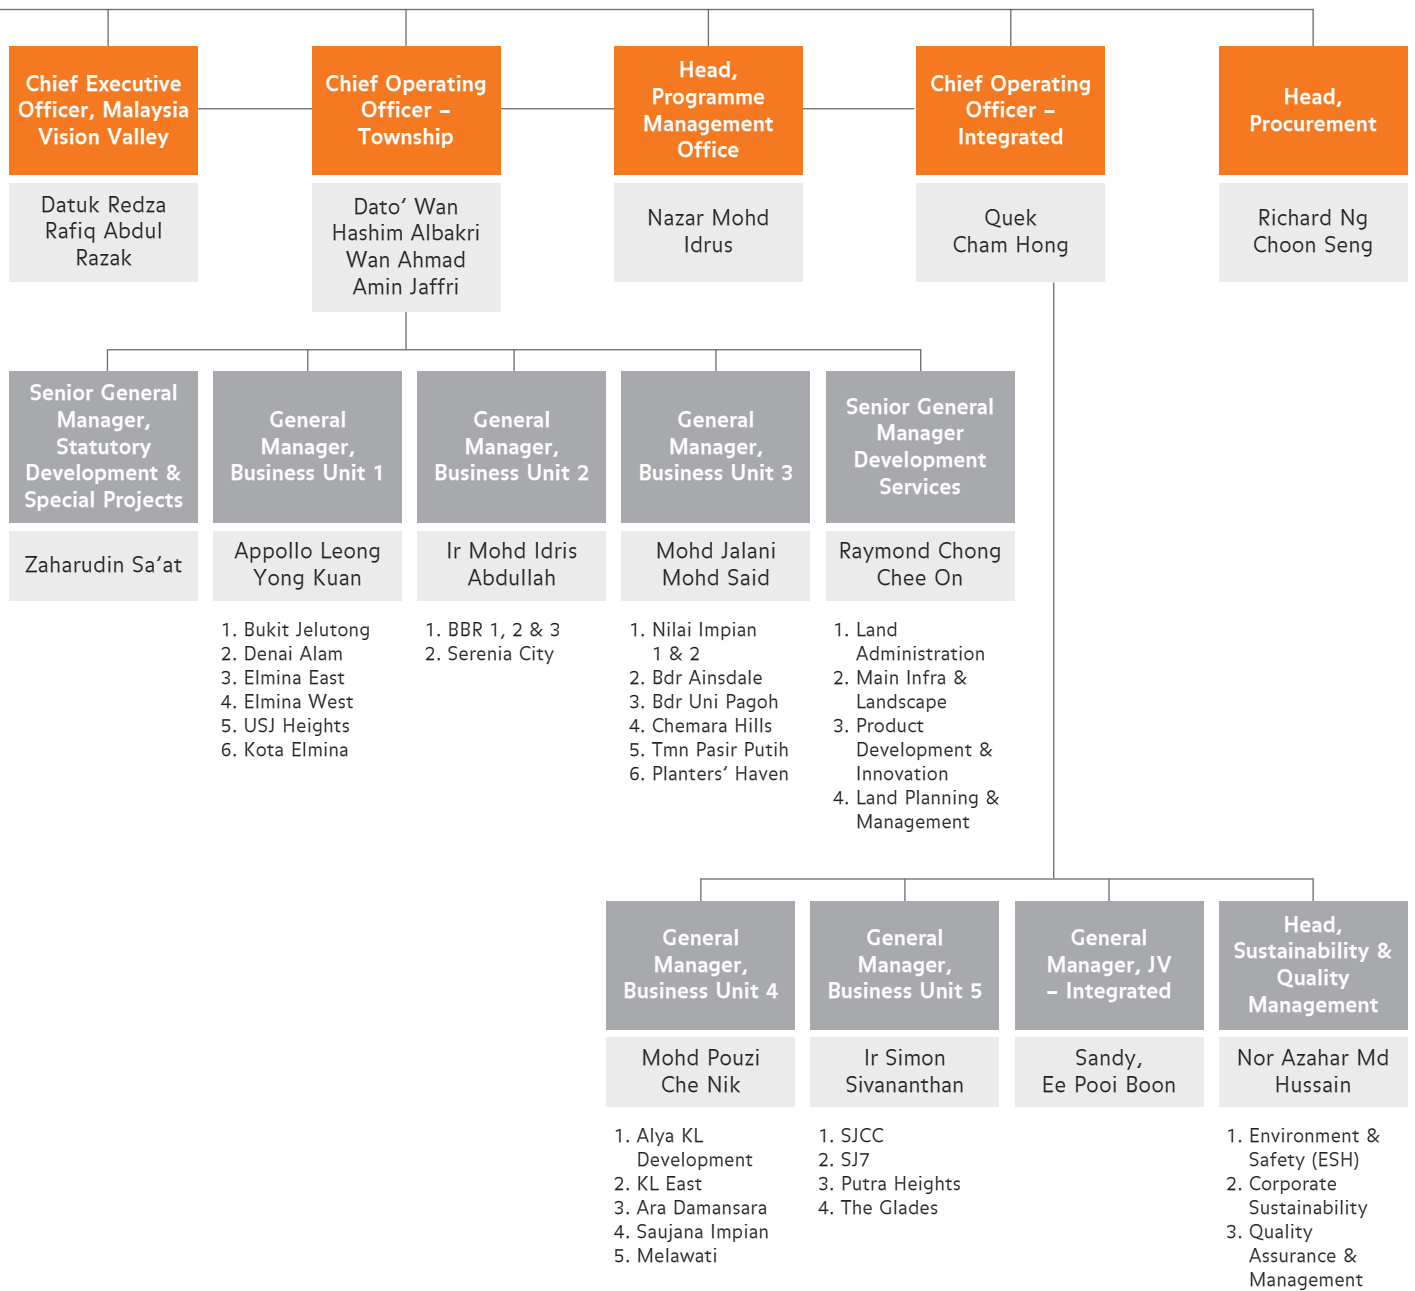 Chief Executive
Officer, Malaysia
Vision Valley
Datuk Redza
Rafiq Abdul
Razak
Chief Operating
Officer –
Township
Dato‘ Wan
Hashim Albakri
Wan Ahmad
Amin Jaffri
Head,
Programme
Management
Office
Nazar Mohd
Idrus
Chief Operating
Officer –
Integrated
Quek
Cham Hong
Head,
Procurement
Richard Ng
Choon Seng
Senior General
Manager,
Statutory
Development &
Special Projects
Zaharudin Sa‘at
General
Manager,
Business Unit 1
Appollo Leong
Yong Kuan
1. Bukit Jelutong
2. Denai Alam
3. Elmina East
4. Elmina West
5. USJ Heights
6. Kota Elmina
General
Manager,
Business Unit 2
Ir Mohd Idris
Abdullah
1. BBR 1, 2 & 3
2. Serenia City
General
Manager,
Business Unit 3
Mohd Jalani
Mohd Said
1. Nilai Impian
1 & 2
2. Bdr Ainsdale
3. Bdr Uni Pagoh
4. Chemara Hills
5. Tmn Pasir Putih
6. Planters‘ Haven
Senior General
Manager
Development
Services
Raymond Chong
Chee On
1. Land
Administration
2. Main Infra &
Landscape
3. Product
Development &
Innovation
4. Land Planning &
Management
General
Manager,
Business Unit 4
Mohd Pouzi
Che Nik
1. Alya KL
Development
2. KL East
3. Ara Damansara
4. Saujana Impian
5. Melawati
General
Manager,
Business Unit 5
Ir Simon
Sivananthan
1. SJCC
2. SJ7
3. Putra Heights
4. The Glades
General
Manager, JV
– Integrated
Sandy,
Ee Pooi Boon
Head,
Sustainability &
Quality
Management
Nor Azahar Md
Hussain
1. Environment &
Safety (ESH)
2. Corporate
Sustainability
3. Quality
Assurance &
Management